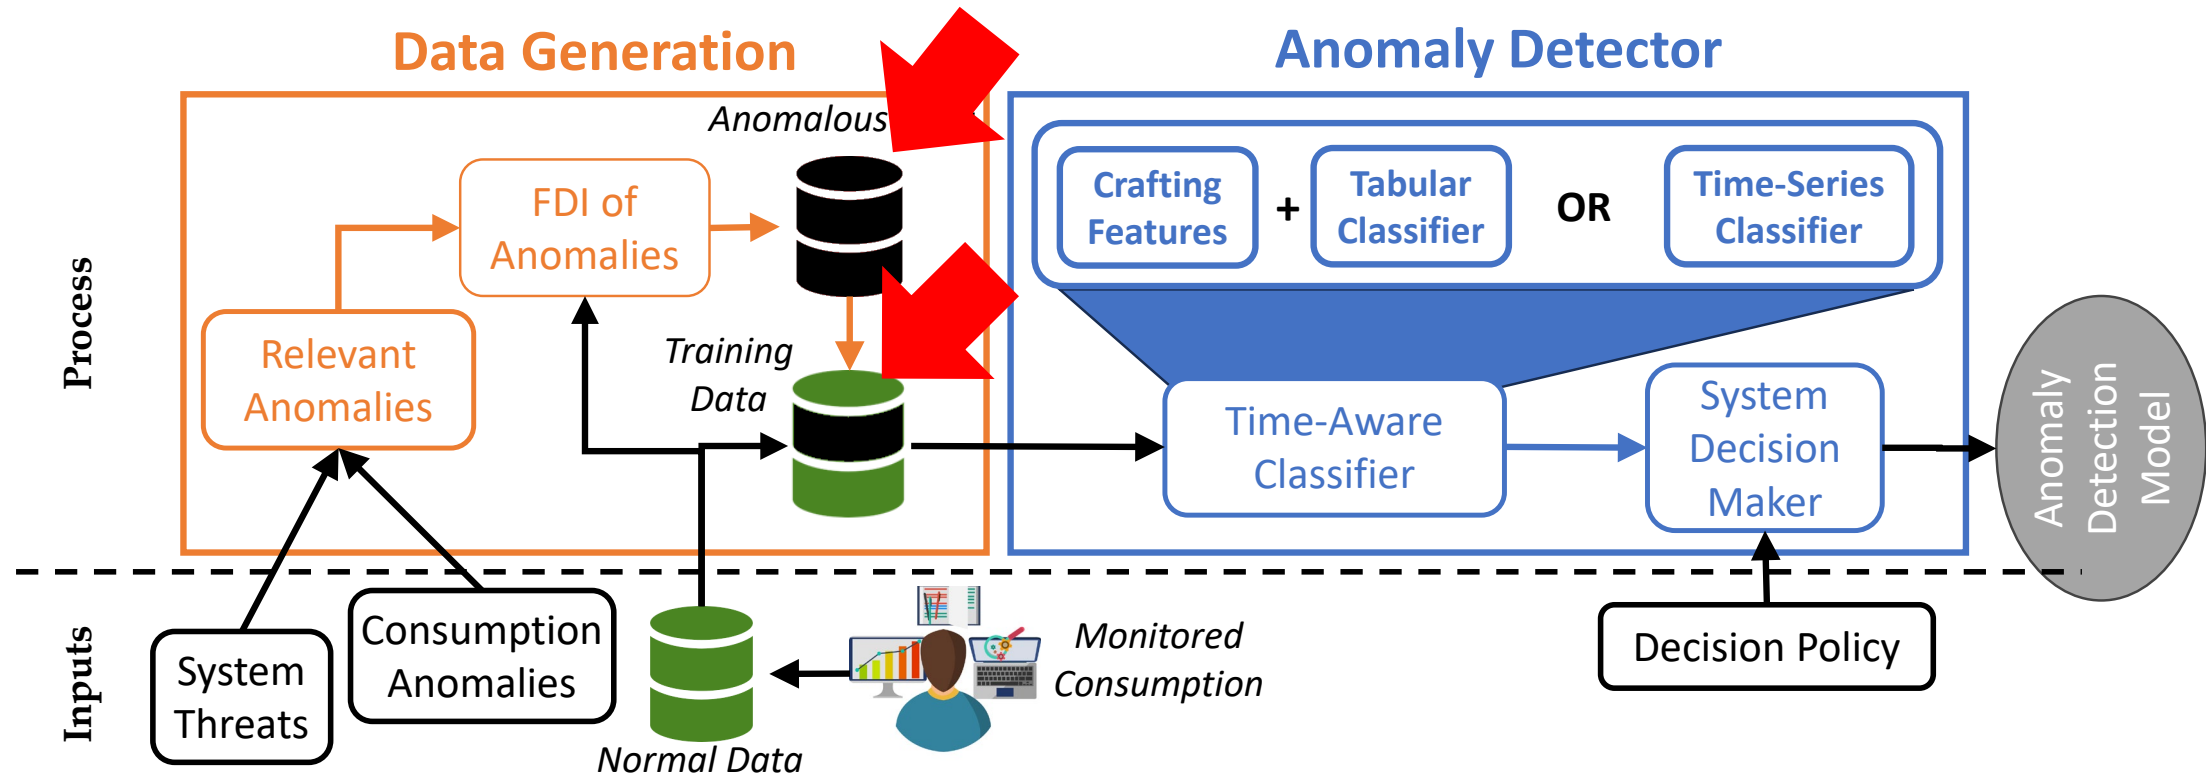 Data Generation
Anomaly Detector
Process
Anomalous
FDI of
Anomalies
Relevant
Anomalies
Training
Data
Crafting
Features
+
Tabular
Classifier
OR
Time-Series
Classifier
Time-Aware
Classifier
System
Decision
Maker
Anomaly
Detection
Model
Inputs
System
Threats
Consumption
Anomalies
Normal Data
Monitored
Consumption
Decision Policy